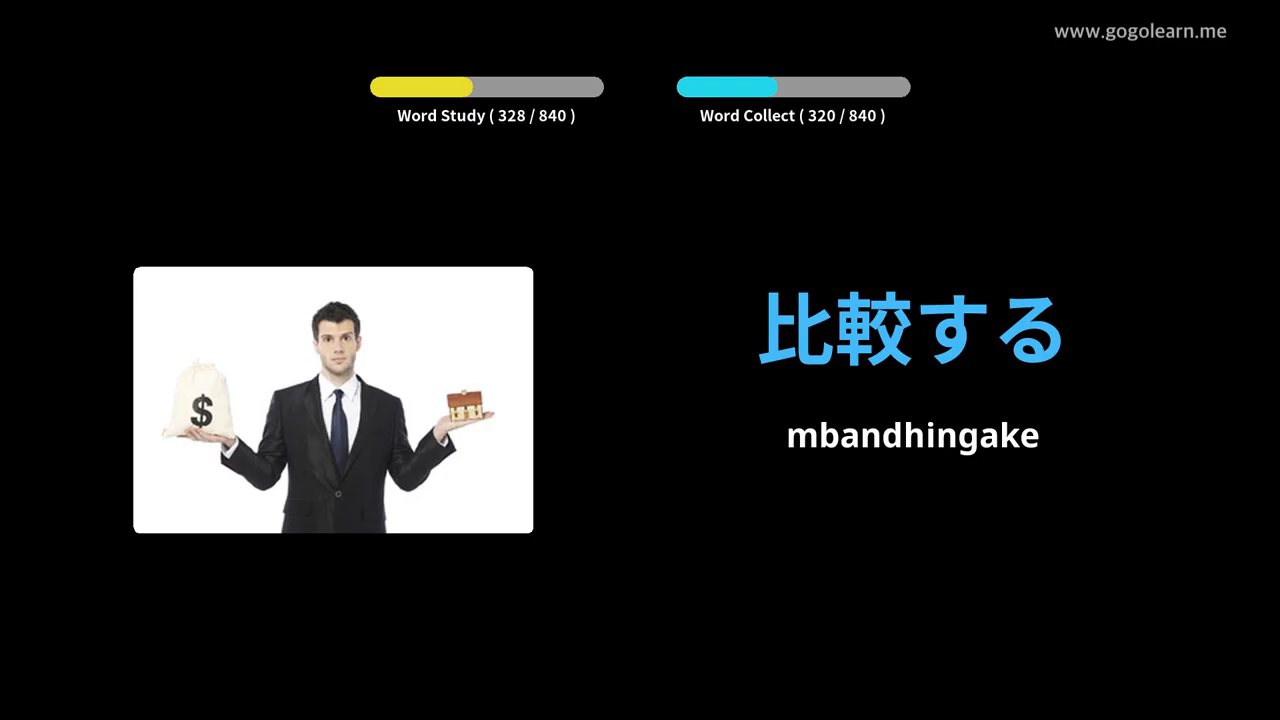 www.gogolearn.me
Word Study ( 328 / 840 )
Word Collect ( 320 / 840 )
比較する
mbandhingake
$